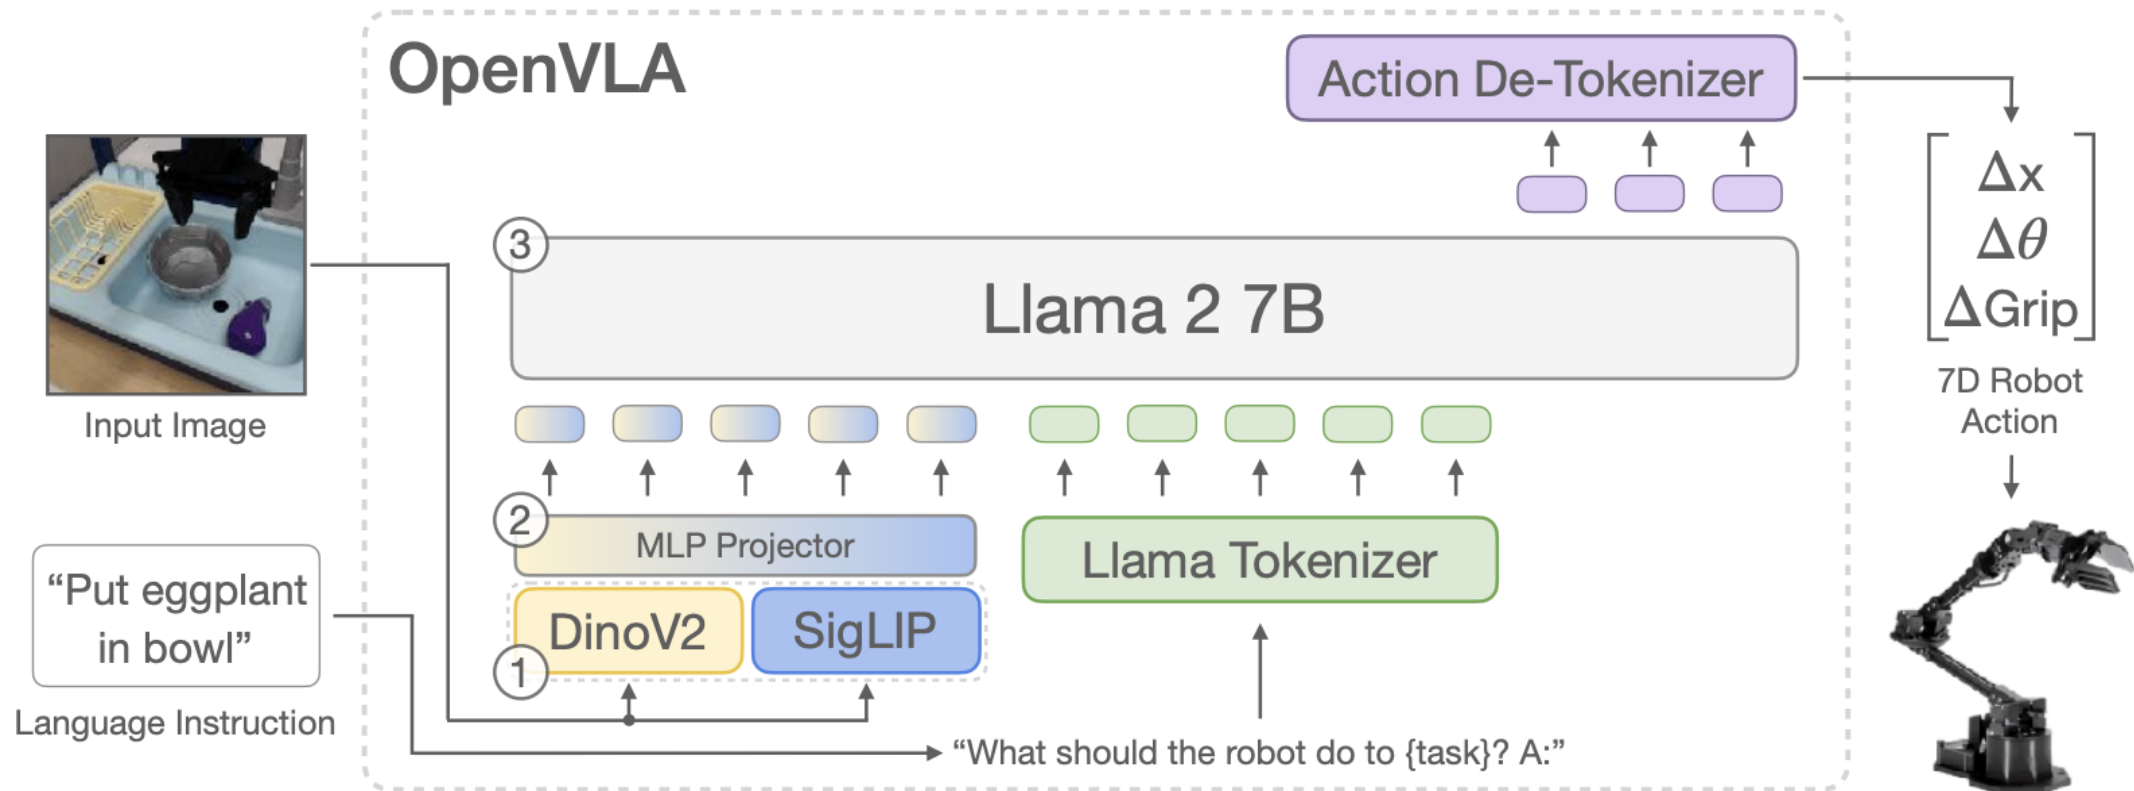 OpenVLA
Action De-Tokenizer
Δx
Δθ
ΔGrip
7D Robot
Action
3
Llama 2 7B
Input Image
2
MLP Projector
Llama Tokenizer
“Put eggplant
in bowl”
Language Instruction
1
DinoV2
SigLIP
“What should the robot do to {task}? A:”